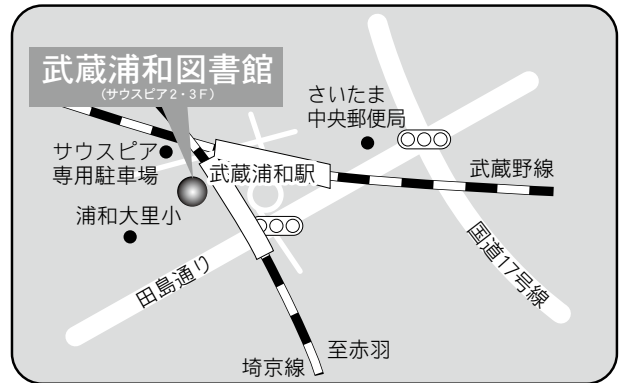 武蔵浦和図書館
(サウスピア2・3F)
さいたま
中央郵便局
サウスピア
専用駐車場
武蔵浦和駅
武蔵野線
浦和大里小
田島通り
国道17号線
埼京線
至赤羽